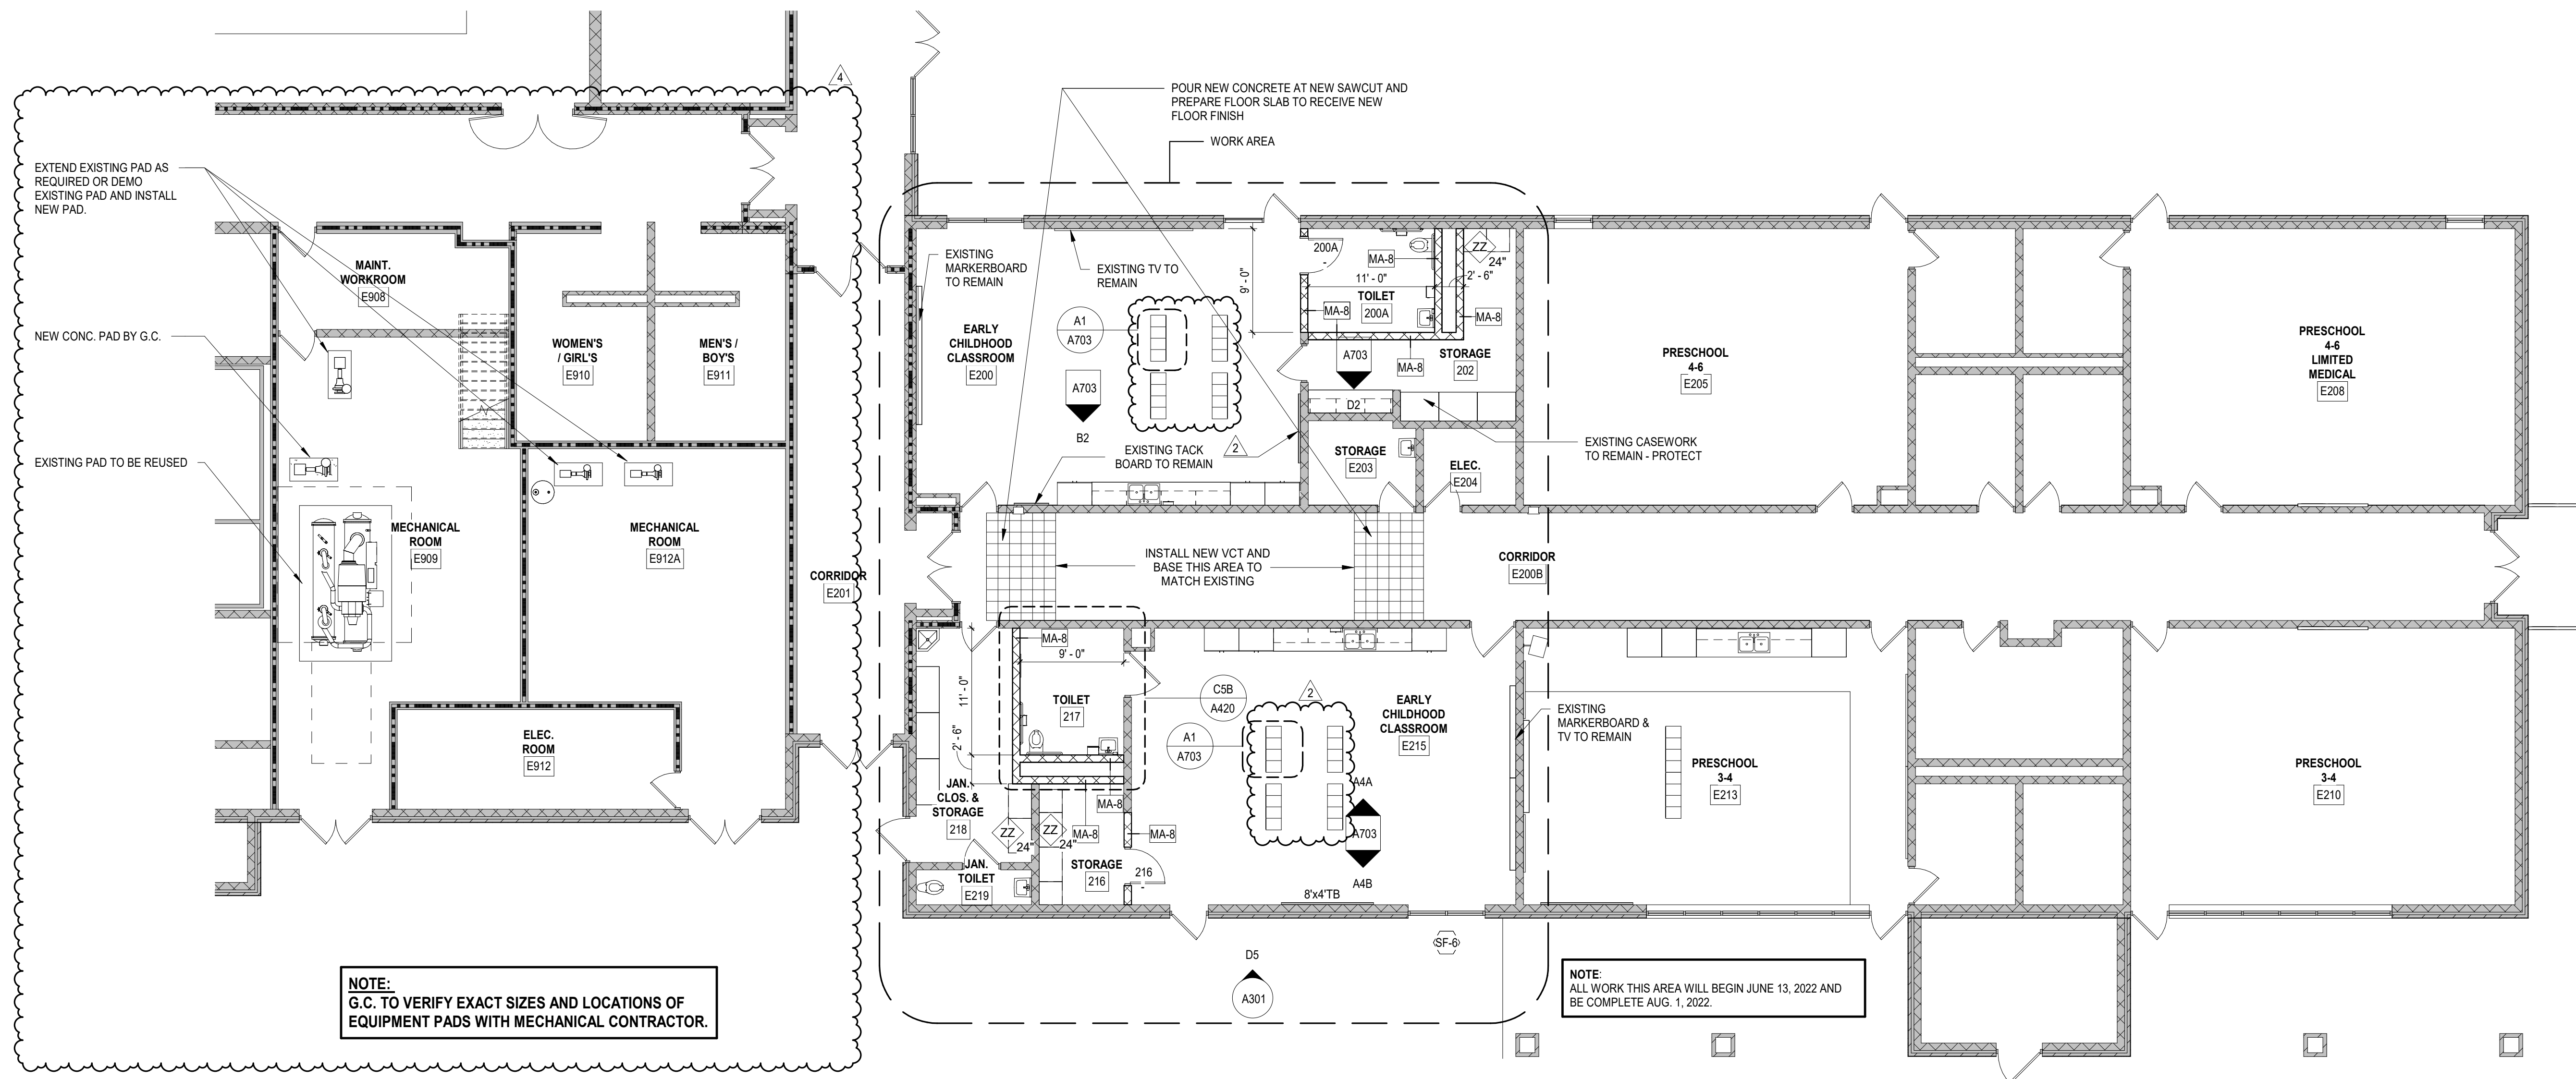 4
EXTEND EXISTING PAD AS
REQUIRED OR DEMO
EXISTING PAD AND INSTALL
NEW PAD.
NEW CONC. PAD BY G.C.
EXISTING PAD TO BE REUSED
MAINT.
WORKROOM
E908
WOMEN'S
/ GIRL'S
E910
MEN'S /
BOY'S
E911
MECHANICAL
ROOM
E909
MECHANICAL
ROOM
E912A
ELEC.
ROOM
E912
CORRIDOR
E201
NOTE:
G.C. TO VERIFY EXACT SIZES AND LOCATIONS OF
EQUIPMENT PADS WITH MECHANICAL CONTRACTOR.
POUR NEW CONCRETE AT NEW SAWCUT AND
PREPARE FLOOR SLAB TO RECEIVE NEW
FLOOR FINISH
WORK AREA
EXISTING
MARKERBOARD
TO REMAIN
EXISTING TV TO
REMAIN
EARLY
CHILDHOOD
CLASSROOM
E200
A1
A703
A703
B2
EXISTING TACK
BOARD TO REMAIN
2
9' - 0"
200A
-
MA-8
11' - 0"
ZZ
24"
2' - 6"
TOILET
200A
MA-8
MA-8
MA-8
A703
D2
STORAGE
202
STORAGE
E203
ELEC.
E204
EXISTING CASEWORK
TO REMAIN - PROTECT
PRESCHOOL
4-6
E205
PRESCHOOL
4-6
LIMITED
MEDICAL
E208
INSTALL NEW VCT AND
BASE THIS AREA TO
MATCH EXISTING
CORRIDOR
E200B
MA-8
9' - 0"
11' - 0"
2' - 6"
TOILET
217
C5B
A420
A1
A703
2
EARLY
CHILDHOOD
CLASSROOM
E215
EXISTING
MARKERBOARD &
TV TO REMAIN
PRESCHOOL
3-4
E213
PRESCHOOL
3-4
E210
JAN.
CLOS. &
STORAGE
218
MA-8
ZZ
24"
ZZ
24"
MA-8
MA-8
A4A
A703
A4B
JAN.
TOILET
E219
STORAGE
216
216
-
8'x4'TB
SF-6
D5
A301
NOTE:
ALL WORK THIS AREA WILL BEGIN JUNE 13, 2022 AND
BE COMPLETE AUG. 1, 2022.